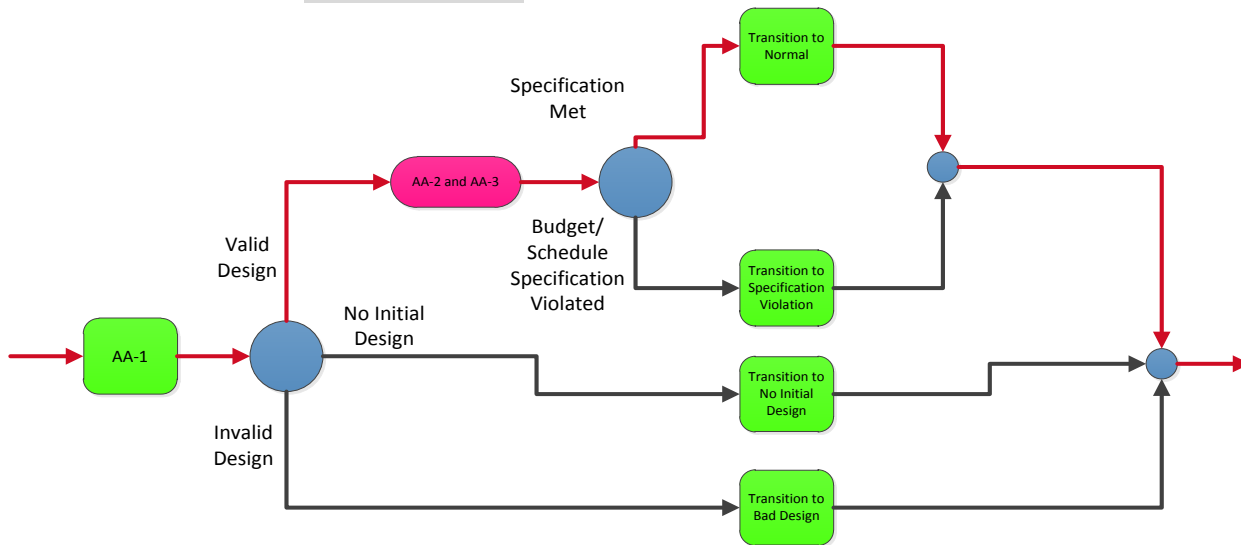 Transition to
Normal
Specification
Met
AA-2 and AA-3
Budget/
Schedule
Specification
Violated
Transition to
Specification
Violation
Valid
Design
No Initial
Design
AA-1
Transition to
No Initial
Design
Invalid
Design
Transition to
Bad Design